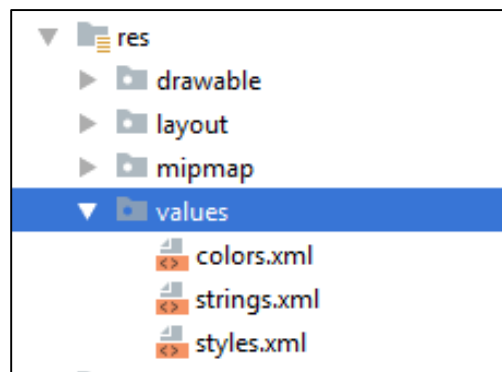 res
drawable
layout
mipmap
values
colors.xml
strings.xml
styles.xml